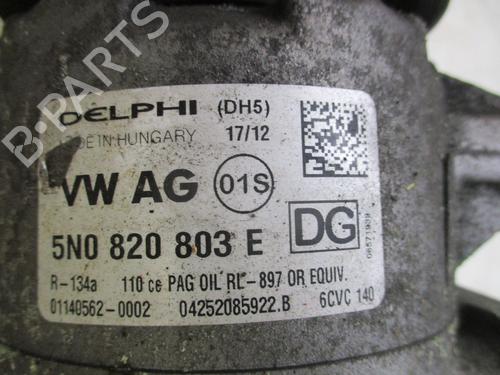 DELPHI (DH5)
MADE IN HUNGARY 17/12
VW AG 01S
5N0 820 803 E DG
R-134a 110 cc PAG OIL RL-897 OR EQUIV.
01140562-0002 04252085922.B 6CVC 140
B-PARTS